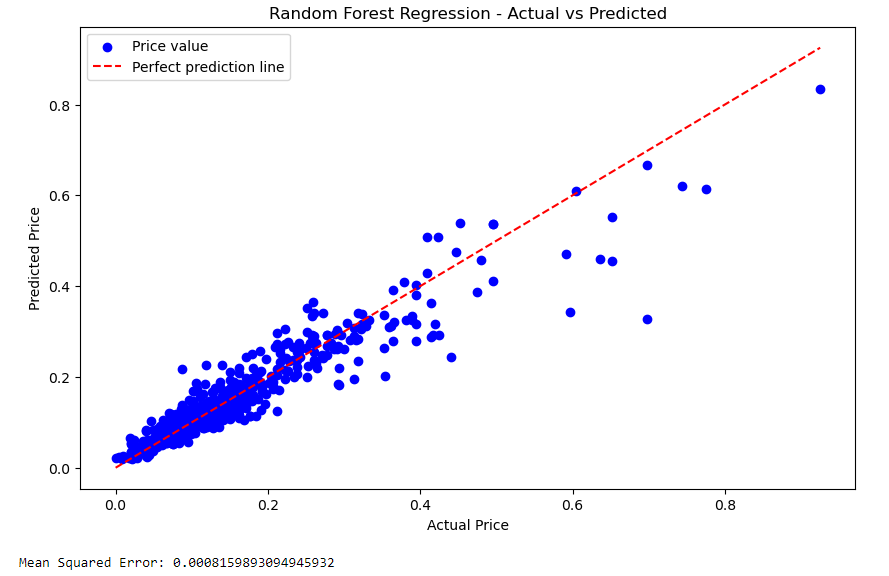 Random Forest Regression - Actual vs Predicted
Price value
Perfect prediction line
0.8
0.6
0.4
0.2
0.0
Predicted Price
0.0 0.2 0.4 0.6 0.8
Actual Price
Mean Squared Error: 0.0008159893094945932